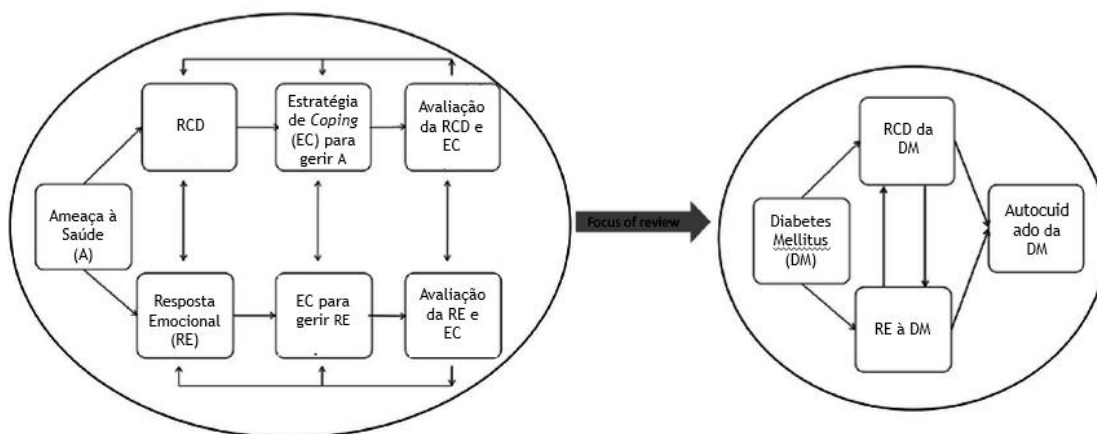 RCD
Estratégia
de Coping
(EC) para
gerir A
Avaliação
da RCD e
EC
Ameaça à
Saúde
(A)
Resposta
Emocional
(RE)
EC para
gerir RE
Avaliação
da RE e
EC
Focus of review
RCD da
DM
Diabetes
Mellitus
(DM)
Autocuid
ado da
DM
RE à DM